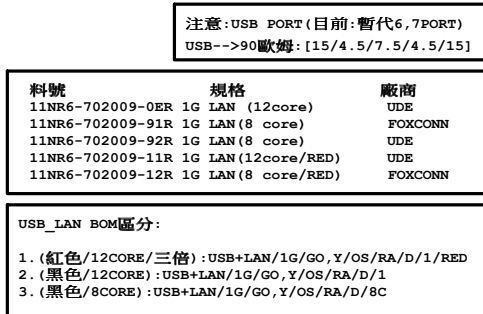 注意:USB PORT(目前:暫代6,7PORT)
USB-->90歐姆:[15/4.5/7.5/4.5/15]
料號 規格 廠商
11NR6-702009-0ER 1G LAN (12core) UDE
11NR6-702009-91R 1G LAN(8 core) FOXCONN
11NR6-702009-92R 1G LAN(8 core) UDE
11NR6-702009-11R 1G LAN(12core/RED) UDE
11NR6-702009-12R 1G LAN(8 core/RED) FOXCONN
USB_LAN BOM區分:
1.(紅色/12CORE/三倍):USB+LAN/1G/GO,Y/OS/RA/D/1/RED
2.(黑色/12CORE):USB+LAN/1G/GO,Y/OS/RA/D/1
3.(黑色/8CORE):USB+LAN/1G/GO,Y/OS/RA/D/8C